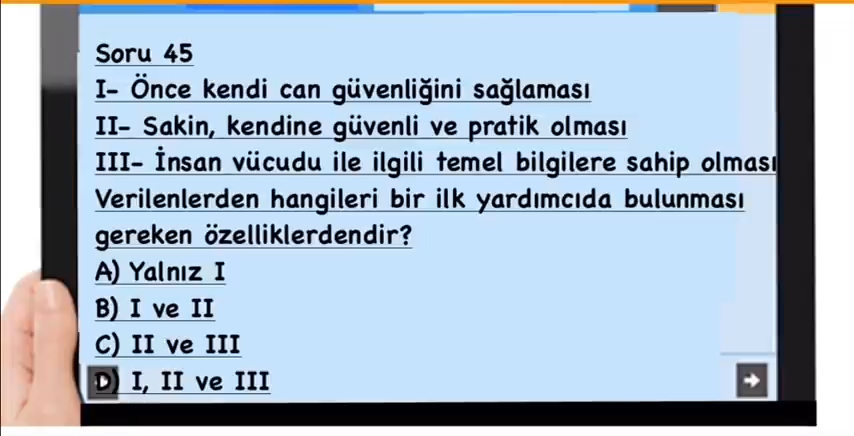 Soru 45
I- Önce kendi can güvenliğini sağlaması
II- Sakin, kendine güvenli ve pratik olması
III- İnsan vücudu ile ilgili temel bilgilere sahip olması
Verilenlerden hangileri bir ilk yardımcıda bulunması
gereken özelliklerdendir?
A) Yalnız I
B) I ve II
C) II ve III
D) I, II ve III